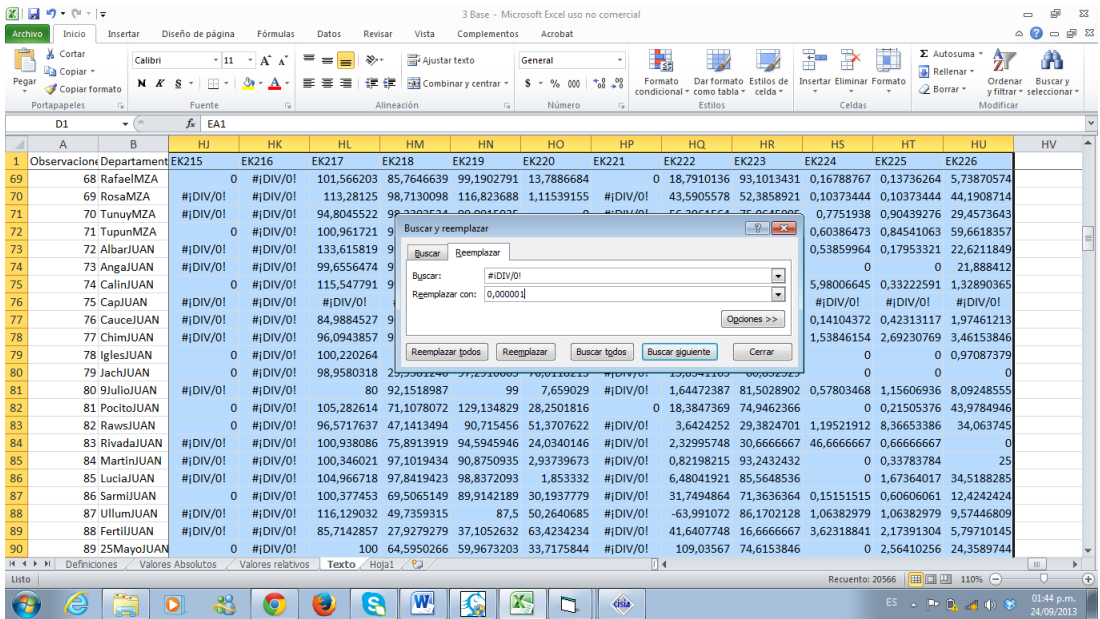 3 Base - Microsoft Excel uso no comercial
Archivo Inicio Insertar Diseño de página Fórmulas Datos Revisar Vista Complementos Acrobat
Pegar
Cortar
Copiar
Copiar formato
Portapapeles
Calibri 11
N K S
Fuente
Ajustar texto
Combinar y centrar
Alineación
General
$ % 000
Número
Formato condicional
Dar formato como tabla
Estilos de celda
Estilos
Insertar Eliminar Formato
Celdas
Σ Autosuma
Rellenar
Borrar
Ordenar y filtrar
Buscar y seleccionar
Modificar
D1 fx EA1
A B HJ HK HL HM HN HO HP HQ HR HS HT HU HV
1 Observacione Departament EK215 EK216 EK217 EK218 EK219 EK220 EK221 EK222 EK223 EK224 EK225 EK226
69 68 RafaelMZA 0 #¡DIV/0! 101,566203 85,7646639 99,1902791 13,7886684 0 18,7910136 93,1013431 0,16788767 0,13736264 5,73870574
70 69 RosaMZA #¡DIV/0! #¡DIV/0! 113,28125 98,7130098 116,823688 1,11539155 #¡DIV/0! 43,5905578 52,3858921 0,10373444 0,10373444 44,1908714
71 70 TunuyMZA #¡DIV/0! #¡DIV/0! 94,8045522 0,7751938 0,90439276 29,4573643
72 71 TupunMZA 0 #¡DIV/0! 100,961721 0,60386473 0,84541063 59,6618357
73 72 AlbarJUAN #¡DIV/0! #¡DIV/0! 133,615819 0,53859964 0,17953321 22,6211849
74 73 AngaJUAN #¡DIV/0! #¡DIV/0! 99,6556474 0 0 21,888412
75 74 CalinJUAN 0 #¡DIV/0! 115,547791 5,98006645 0,33222591 1,32890365
76 75 CapJUAN #¡DIV/0! #¡DIV/0! #¡DIV/0! #¡DIV/0! #¡DIV/0! #¡DIV/0!
77 76 CauceJUAN #¡DIV/0! #¡DIV/0! 84,9884527 0,14104372 0,42313117 1,97461213
78 77 ChimJUAN #¡DIV/0! #¡DIV/0! 96,0943857 1,53846154 2,69230769 3,46153846
79 78 IglesJUAN 0 #¡DIV/0! 100,220264 0 0 0,97087379
80 79 JachJUAN 0 #¡DIV/0! 98,9580318 0 0 0
81 80 9JulioJUAN #¡DIV/0! #¡DIV/0! 80 92,1518987 99 7,659029 #¡DIV/0! 1,64472387 81,5028902 0,57803468 1,15606936 8,09248555
82 81 PocitoJUAN 0 #¡DIV/0! 105,282614 71,1078072 129,134829 28,2501816 0 18,3847369 74,9462366 0 0,21505376 43,9784946
83 82 RawsJUAN 0 #¡DIV/0! 96,5717637 47,1413494 90,715456 51,3707622 #¡DIV/0! 3,6424252 29,3824701 1,19521912 8,36653386 34,063745
84 83 RivadaJUAN #¡DIV/0! #¡DIV/0! 100,938086 75,8913919 94,5945946 24,0340146 #¡DIV/0! 2,32995748 30,6666667 46,6666667 0,66666667 0
85 84 MartinJUAN #¡DIV/0! #¡DIV/0! 100,346021 97,1019434 90,8750935 2,93739673 #¡DIV/0! 0,82198215 93,2432432 0 0,33783784 25
86 85 LuciaJUAN #¡DIV/0! #¡DIV/0! 104,966718 97,8419423 98,8372093 1,853332 #¡DIV/0! 6,48041921 85,5648536 0 1,67364017 34,5188285
87 86 SarmiJUAN 0 #¡DIV/0! 100,377453 69,5065149 89,9142189 30,1937779 #¡DIV/0! 31,7494864 71,3636364 0,15151515 0,60606061 12,4242424
88 87 UllumJUAN #¡DIV/0! #¡DIV/0! 116,129032 49,7359315 87,5 50,2640685 #¡DIV/0! -63,991072 86,1702128 1,06382979 1,06382979 9,57446809
89 88 FertilJUAN #¡DIV/0! #¡DIV/0! 85,7142857 27,9279279 37,1052632 63,4234234 #¡DIV/0! 41,6407748 16,6666667 3,62318841 2,17391304 5,79710145
90 89 25MayoJUAN 0 #¡DIV/0! 100 64,5950266 59,9673203 33,7175844 #¡DIV/0! 109,03567 74,6153846 0 2,56410256 24,3589744
Buscar y reemplazar
Buscar Reemplazar
Buscar: #¡DIV/0!
Reemplazar con: 0,000001
Opciones >>
Reemplazar todos Reemplazar Buscar todos Buscar siguiente Cerrar
Definiciones Valores Absolutos Valores relativos Texto Hoja1
Listo Recuento: 20566 110%
ES 01:44 p.m.
24/09/2013